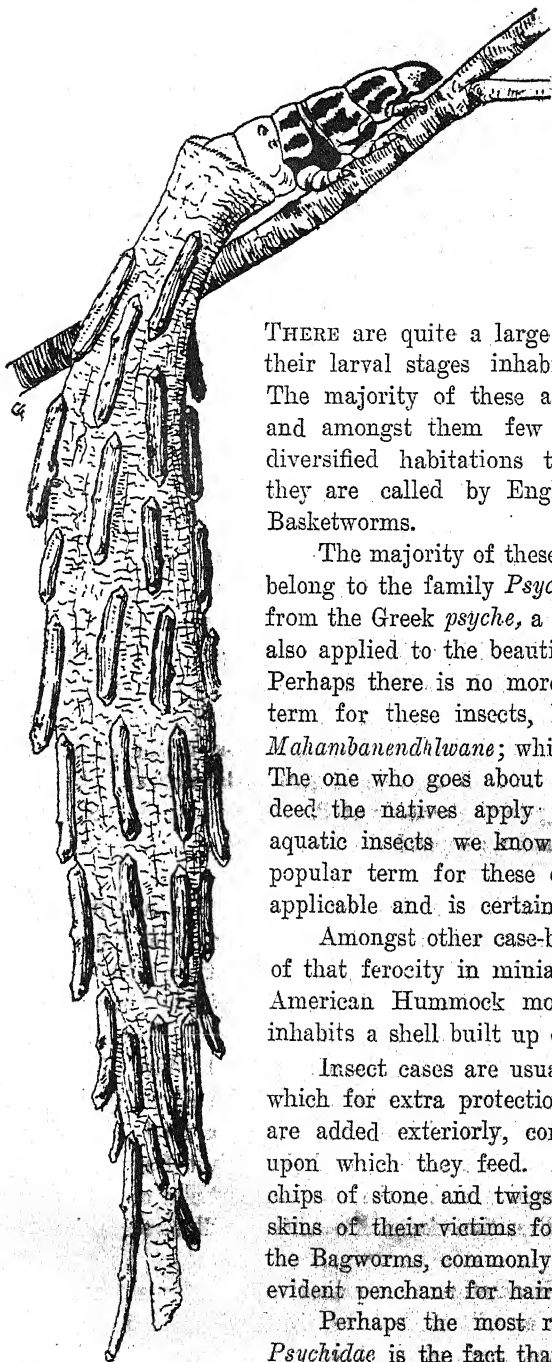 THERE are quite a large
their larval stages inhabi
The majority of these a
and amongst them few
diversified habitations t
they are called by Eng
Basketworms.
The majority of these
belong to the family Psyc
from the Greek psyche, a
also applied to the beauti
Perhaps there is no more
term for these insects,
Mahambanendhlwane; whi
The one who goes about
deed the natives apply
aquatic insects we know
popular term for these c
applicable and is certain
Amongst other case-b
of that ferocity in minia
American Hummock mo
inhabits a shell built up
Insect cases are usua
which for extra protectio
are added exteriorly, con
upon which they feed.
chips of stone and twigs
skins of their victims fo
the Bagworms, commonly
evident penchant for hair
Perhaps the most r
Psychidae is the fact tha